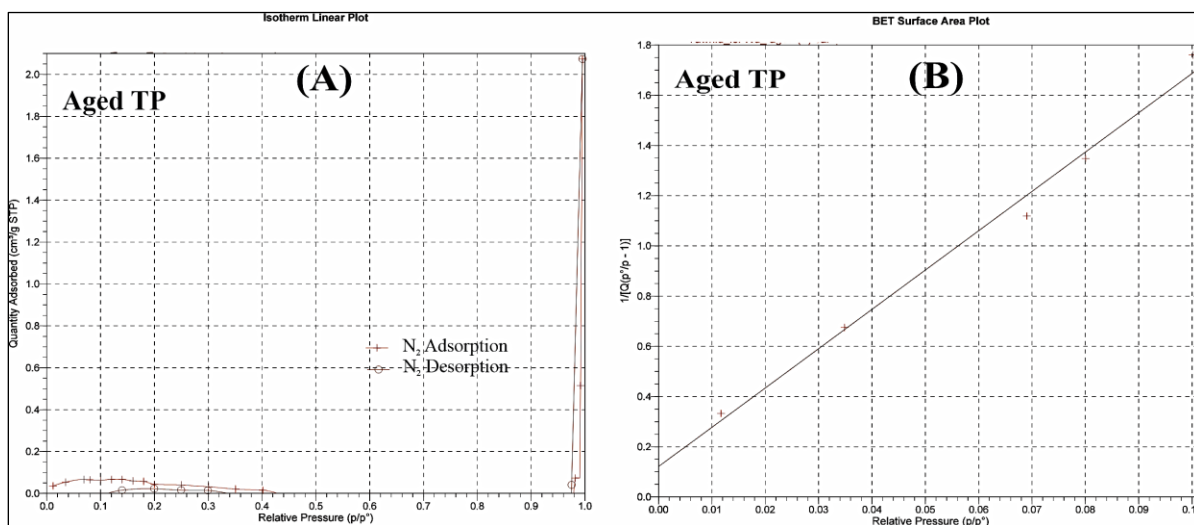 Isotherm Linear Plot
(A)
Aged TP
Quantity Adsorbed (cm³/g STP)
2.0
1.8
1.6
1.4
1.2
1.0
0.8
0.6
0.4
0.2
0.0
N₂ Adsorption
N₂ Desorption
0.0 0.1 0.2 0.3 0.4 0.5 0.6 0.7 0.8 0.9 1.0
Relative Pressure (p/p°)
BET Surface Area Plot
(B)
Aged TP
1/[Q(p°/p - 1)]
1.8
1.6
1.4
1.2
1.0
0.8
0.6
0.4
0.2
0.0
0.00 0.01 0.02 0.03 0.04 0.05 0.06 0.07 0.08 0.09
Relative Pressure (p/p°)